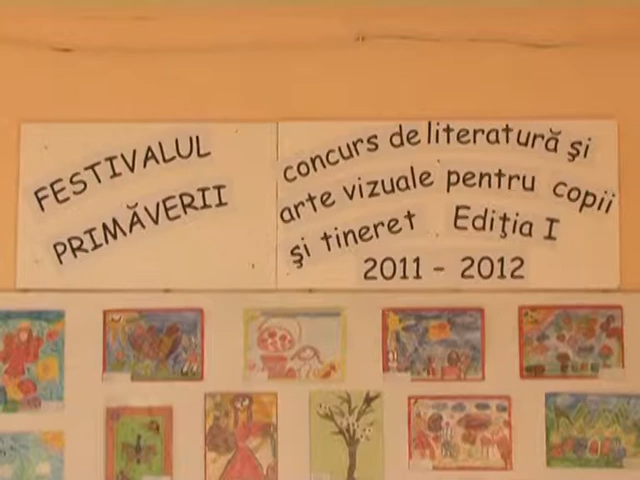 FESTIVALUL
PRIMĂVERII
concurs de literatură şi
arte vizuale pentru copii
şi tineret Ediţia I
2011 - 2012